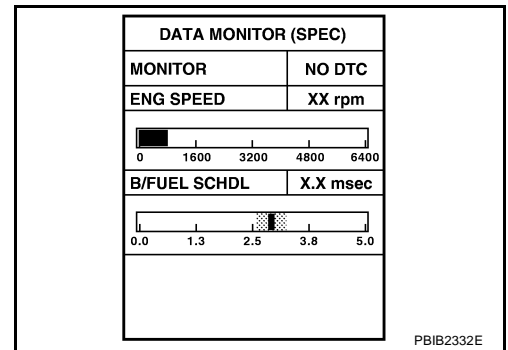 DATA MONITOR (SPEC)
MONITOR NO DTC
ENG SPEED XX rpm
0 1600 3200 4800 6400
B/FUEL SCHDL X.X msec
0.0 1.3 2.5 3.8 5.0
PBIB2332E